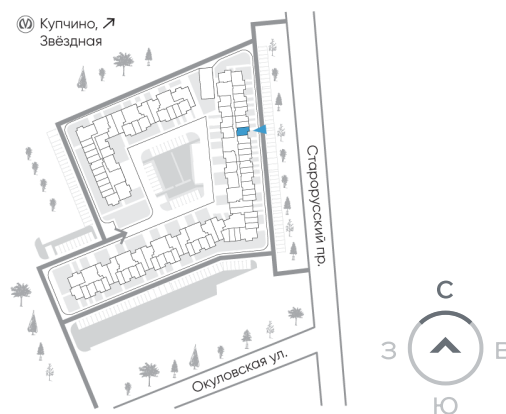 Купчино, ↗
Звёздная
Старорусский пр.
Окуловская ул.
С
З
В
Ю